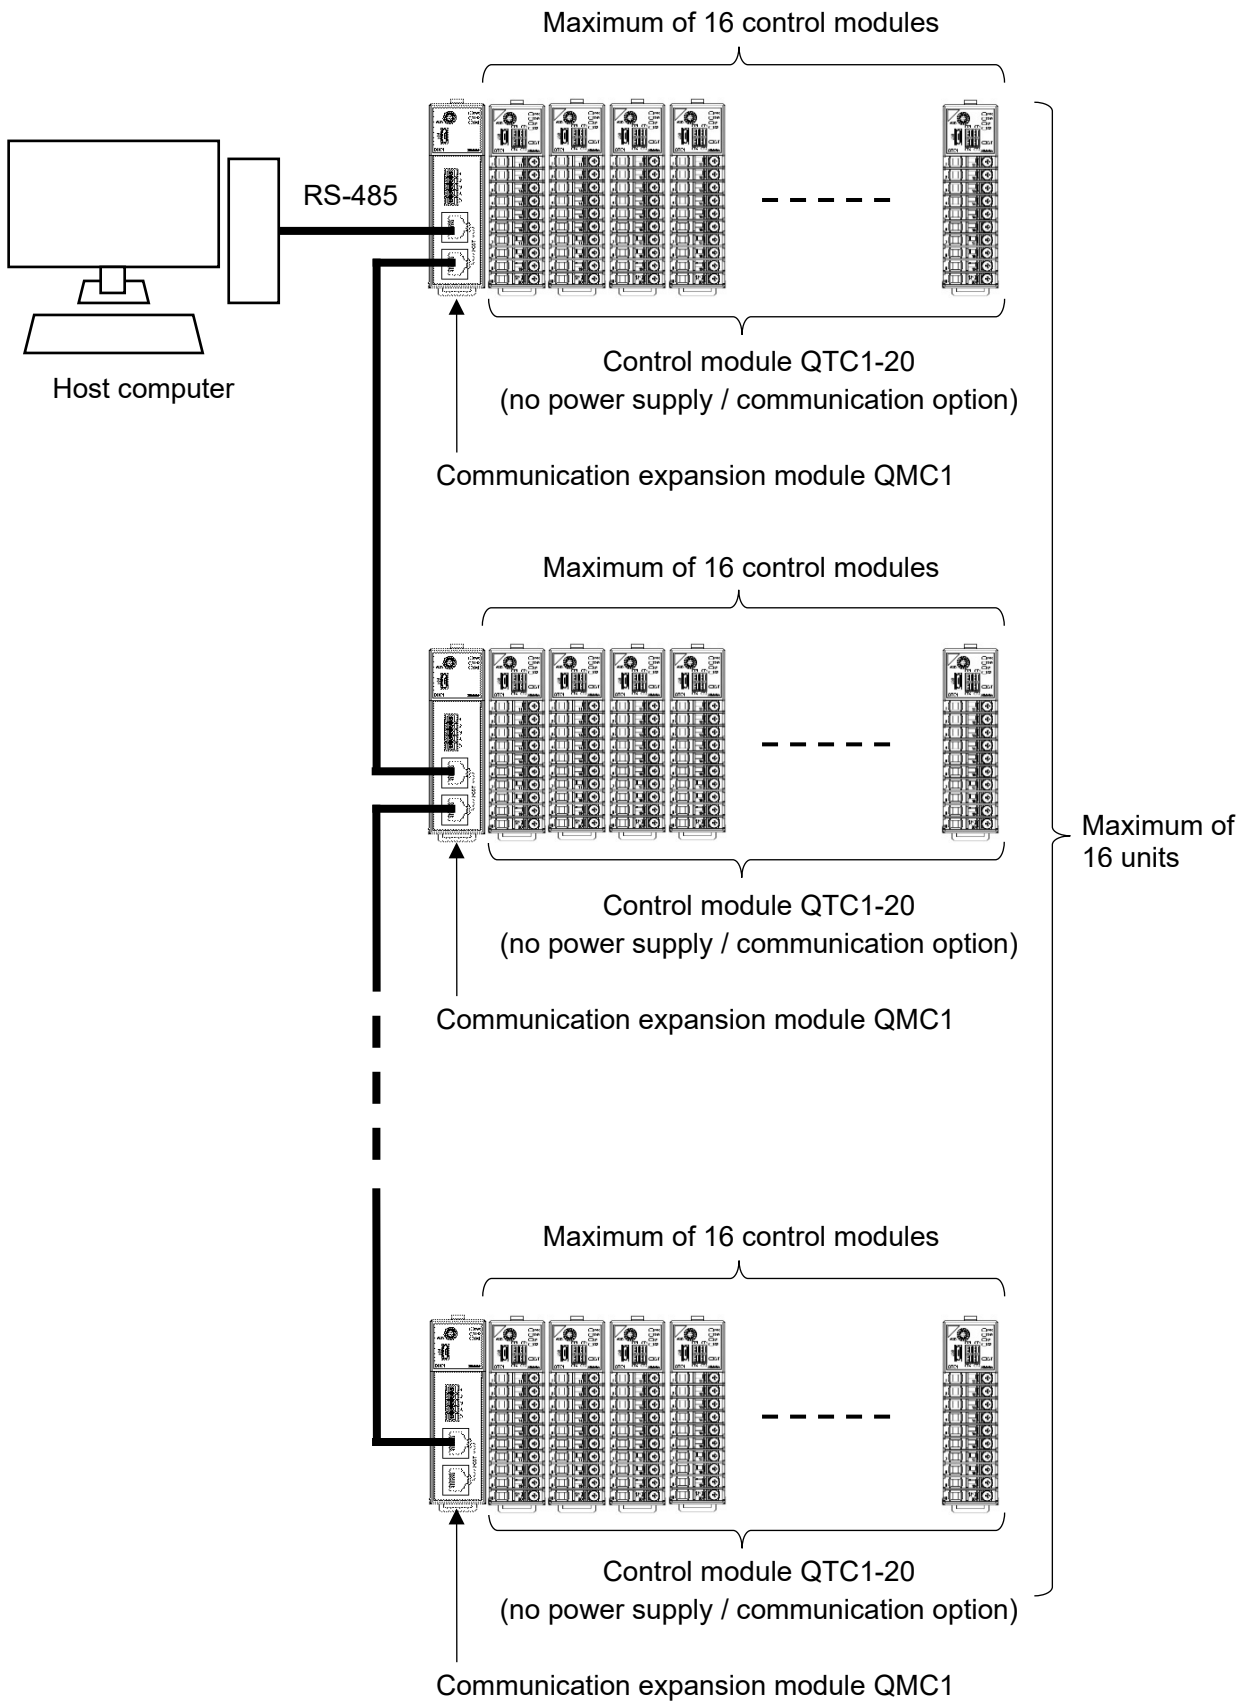 Maximum of 16 control modules
RS-485
Host computer
Control module QTC1-20
(no power supply / communication option)
Communication expansion module QMC1
Maximum of 16 control modules
Maximum of
16 units
Control module QTC1-20
(no power supply / communication option)
Communication expansion module QMC1
Maximum of 16 control modules
Control module QTC1-20
(no power supply / communication option)
Communication expansion module QMC1